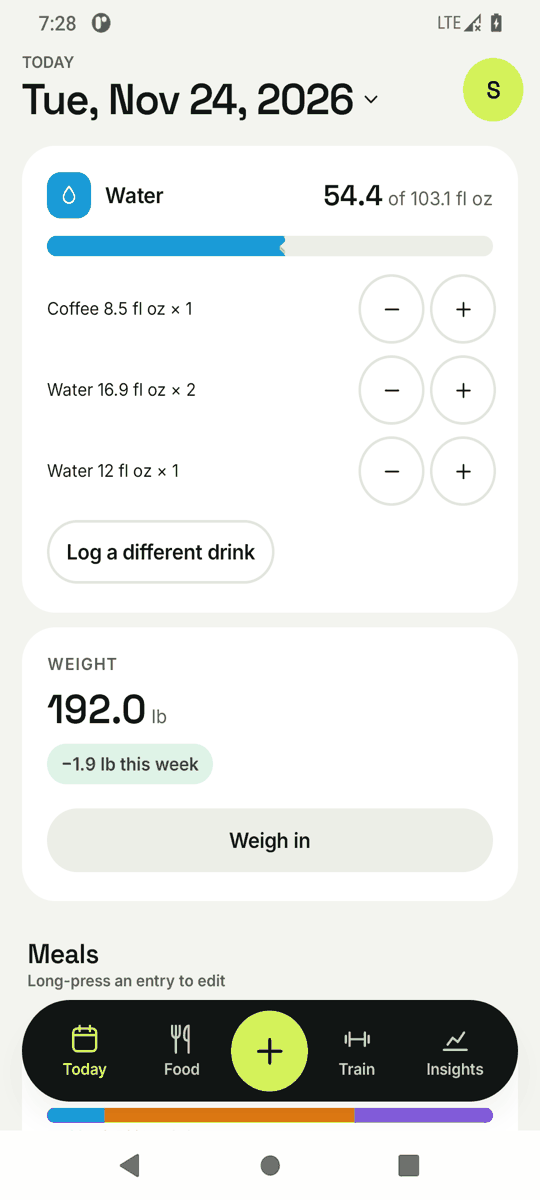 7:28
LTE
TODAY
Tue, Nov 24, 2026
S
Water
54.4 of 103.1 fl oz
Coffee 8.5 fl oz × 1
Water 16.9 fl oz × 2
Water 12 fl oz × 1
Log a different drink
WEIGHT
192.0 lb
−1.9 lb this week
Weigh in
Meals
Long-press an entry to edit
Today
Food
Train
Insights